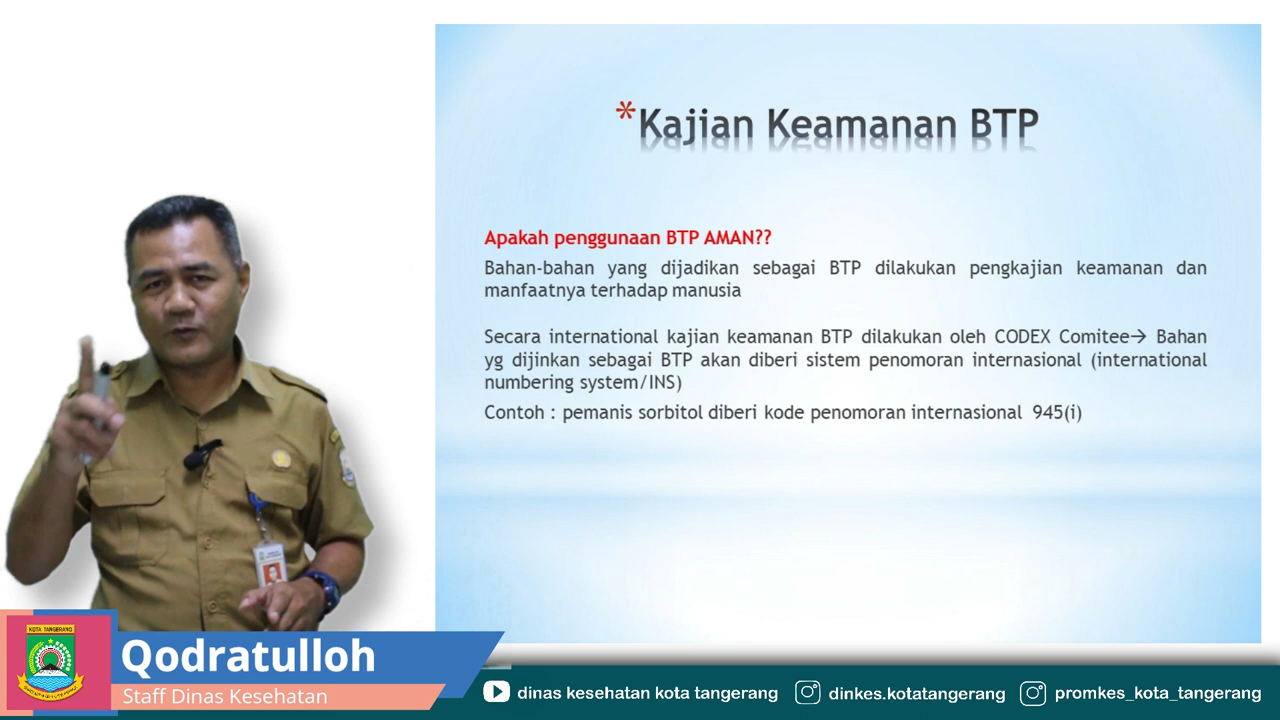 *Kajian Keamanan BTP
Apakah penggunaan BTP AMAN??
Bahan-bahan yang dijadikan sebagai BTP dilakukan pengkajian keamanan dan
manfaatnya terhadap manusia
Secara international kajian keamanan BTP dilakukan oleh CODEX Comitee→ Bahan
yg dijinkan sebagai BTP akan diberi sistem penomoran internasional (international
numbering system/INS)
Contoh : pemanis sorbitol diberi kode penomoran internasional 945(i)
KOTA TANGERANG
Qodratulloh
Staff Dinas Kesehatan
dinas kesehatan kota tangerang
dinkes.kotatangerang
promkes_kota_tangerang